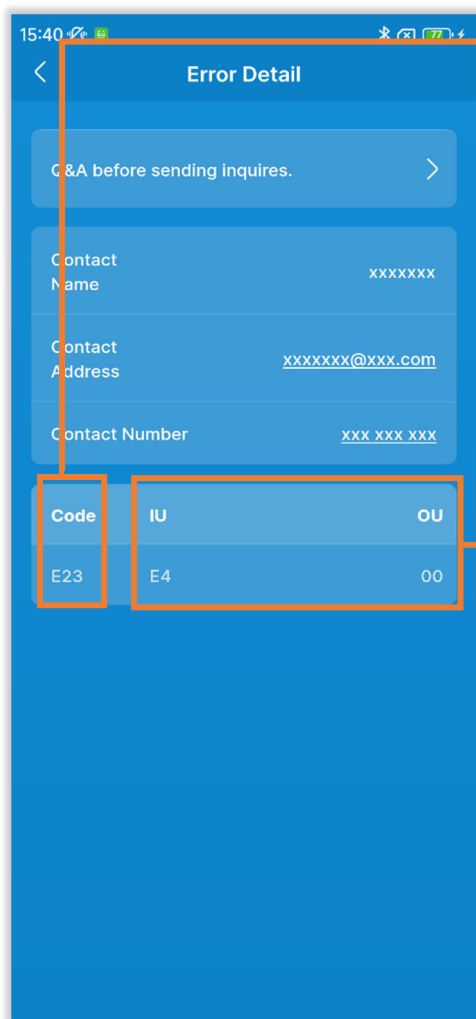 15:40
77
Error Detail
Q&A before sending inquires.
Contact
Name
xxxxxxx
Contact
Address
xxxxxxx@xxx.com
Contact Number
xxx xxx xxx
Code IU OU
E23 E4 00